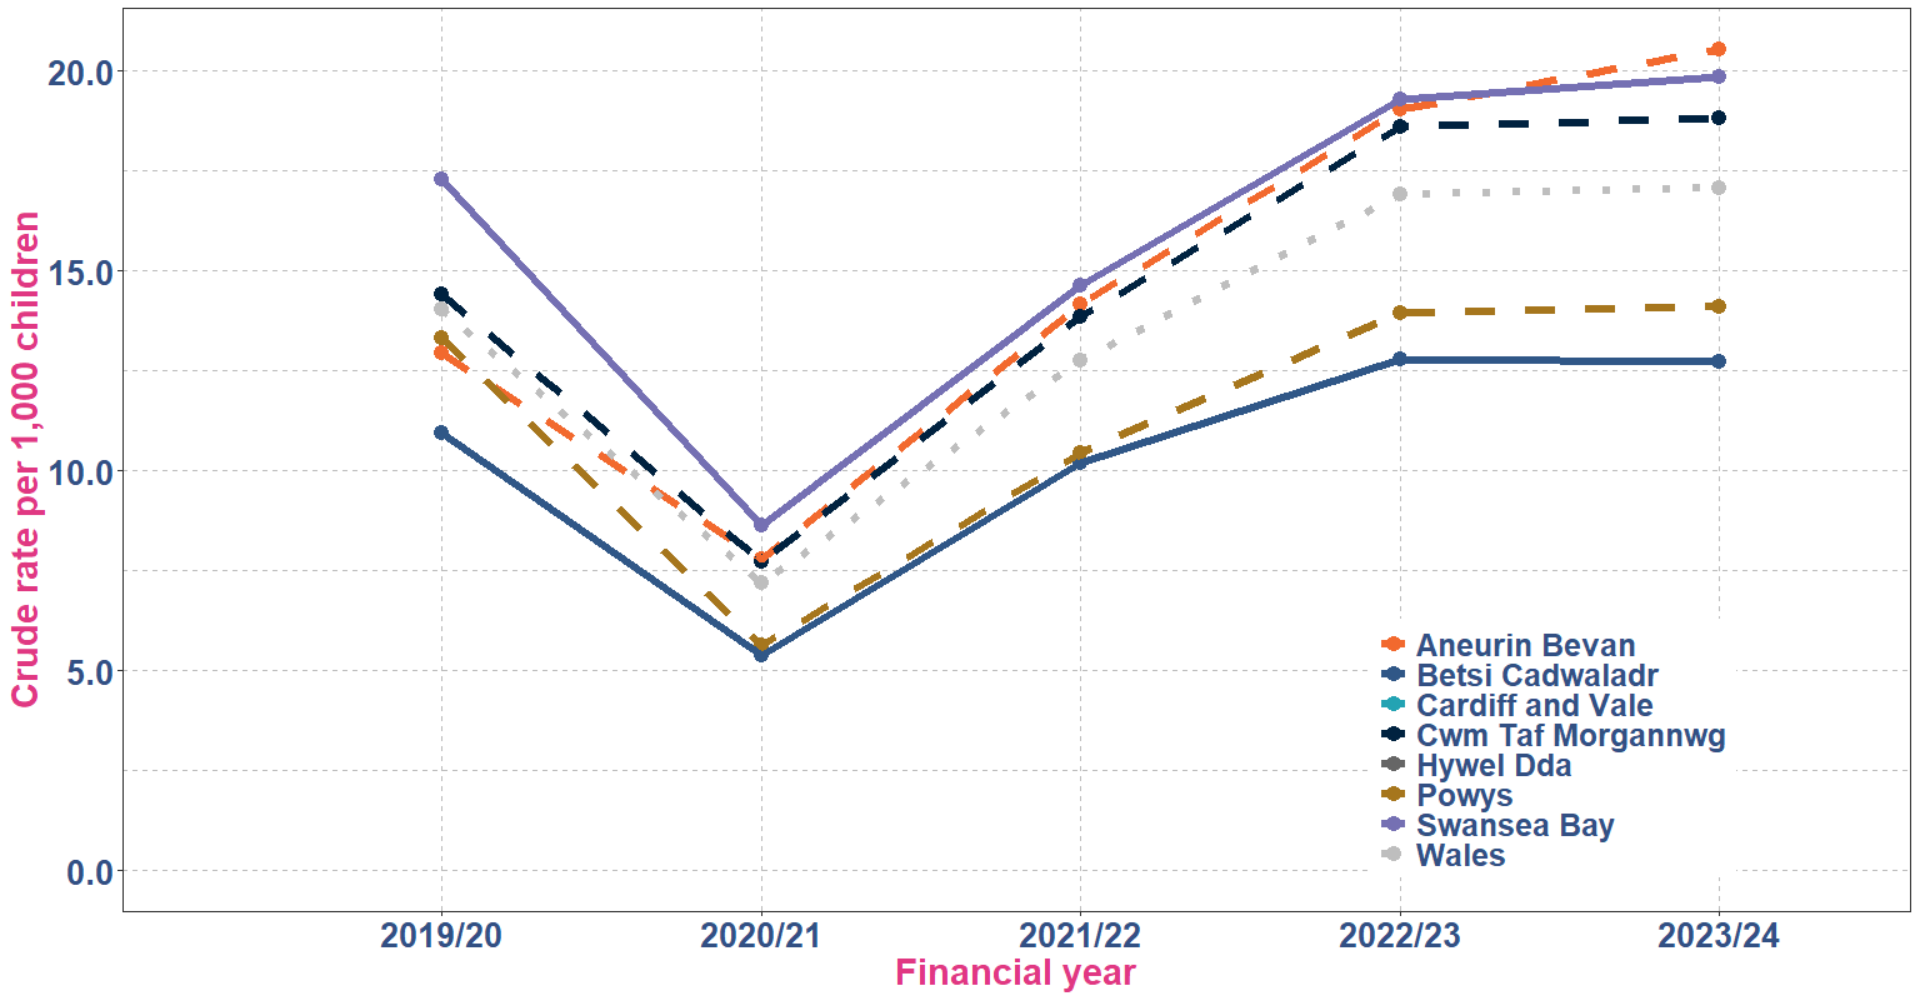 Crude rate per 1,000 children
20.0
15.0
10.0
5.0
0.0
Aneurin Bevan
Betsi Cadwaladr
Cardiff and Vale
Cwm Taf Morgannwg
Hywel Dda
Powys
Swansea Bay
Wales
2019/20 2020/21 2021/22 2022/23 2023/24
Financial year